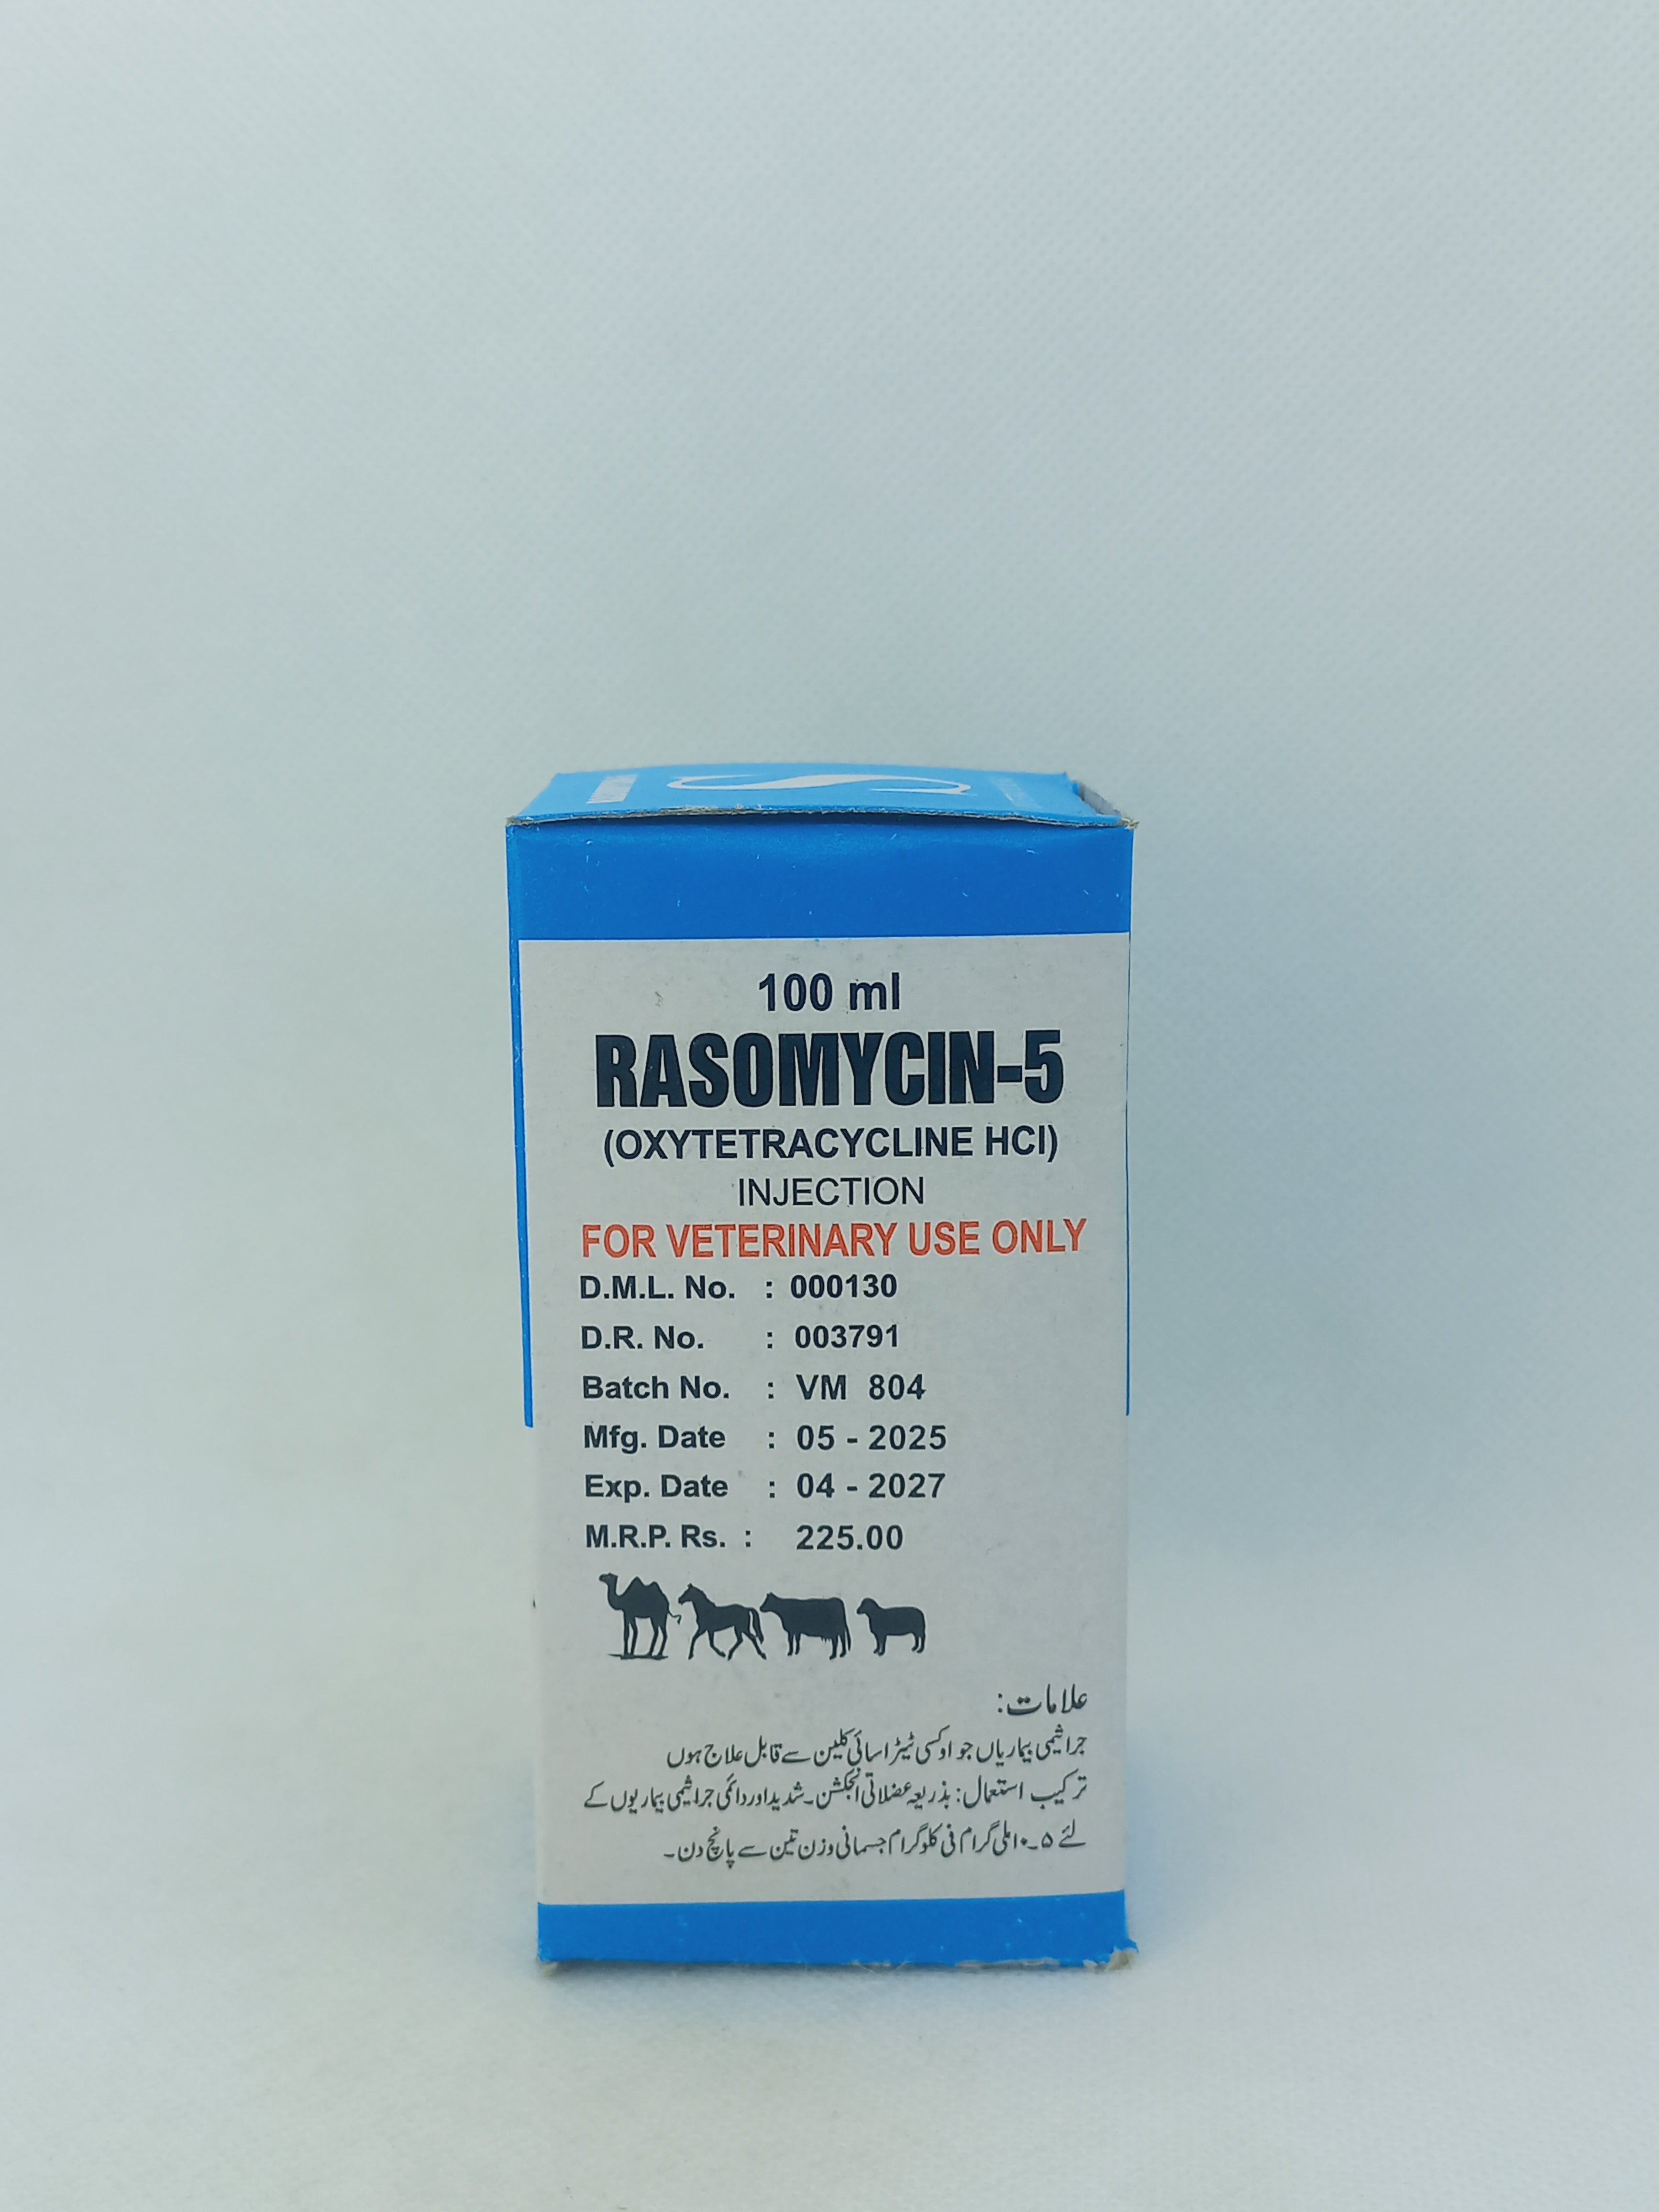 100 ml
RASOMYCIN-5
(OXYTETRACYCLINE HCl)
INJECTION
FOR VETERINARY USE ONLY
D.M.L. No. : 000130
D.R. No. : 003791
Batch No. : VM 804
Mfg. Date : 05 - 2025
Exp. Date : 04 - 2027
M.R.P. Rs. : 225.00
علامات:
جراثیمی بیماریاں جو اوکسی ٹیٹراسائی کلین سے قابل علاج ہوں
ترکیب استعمال: بذریعہ عضلاتی انجکشن۔ شدید اور دائمی جراثیمی بیماریوں کے
لئے ۵۔۱۰ ملی گرام فی کلوگرام جسمانی وزن تین سے پانچ دن۔